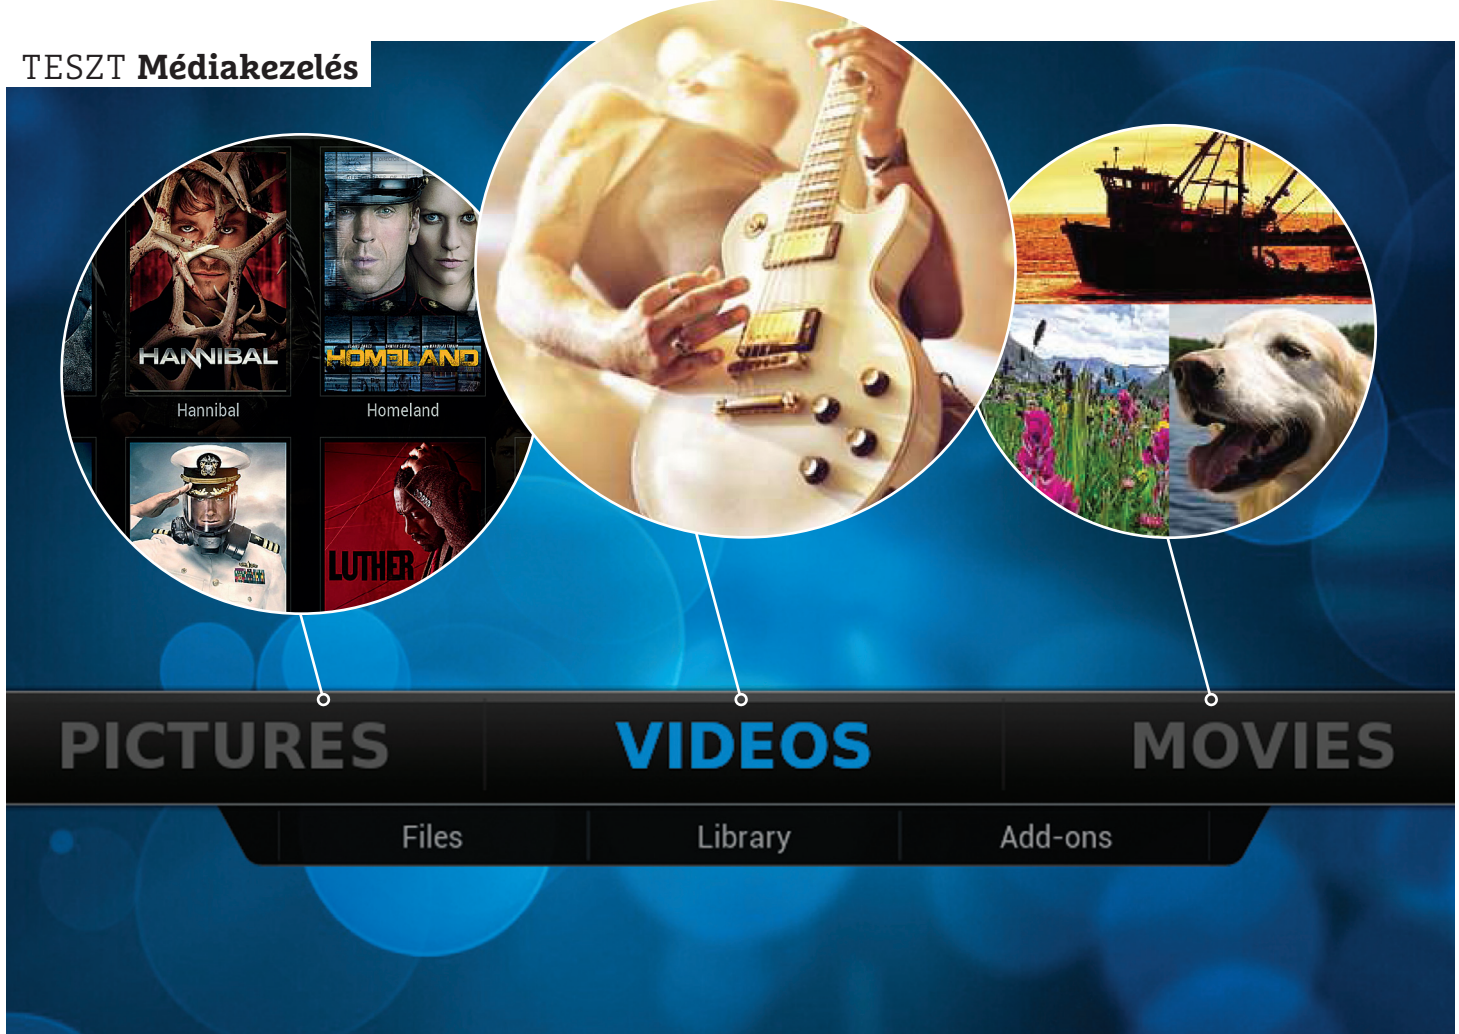 TESZT Médiakezelés
HANNIBAL
HOMELAND
Hannibal
Homeland
LUTHER
PICTURES
VIDEOS
MOVIES
Files
Library
Add-ons